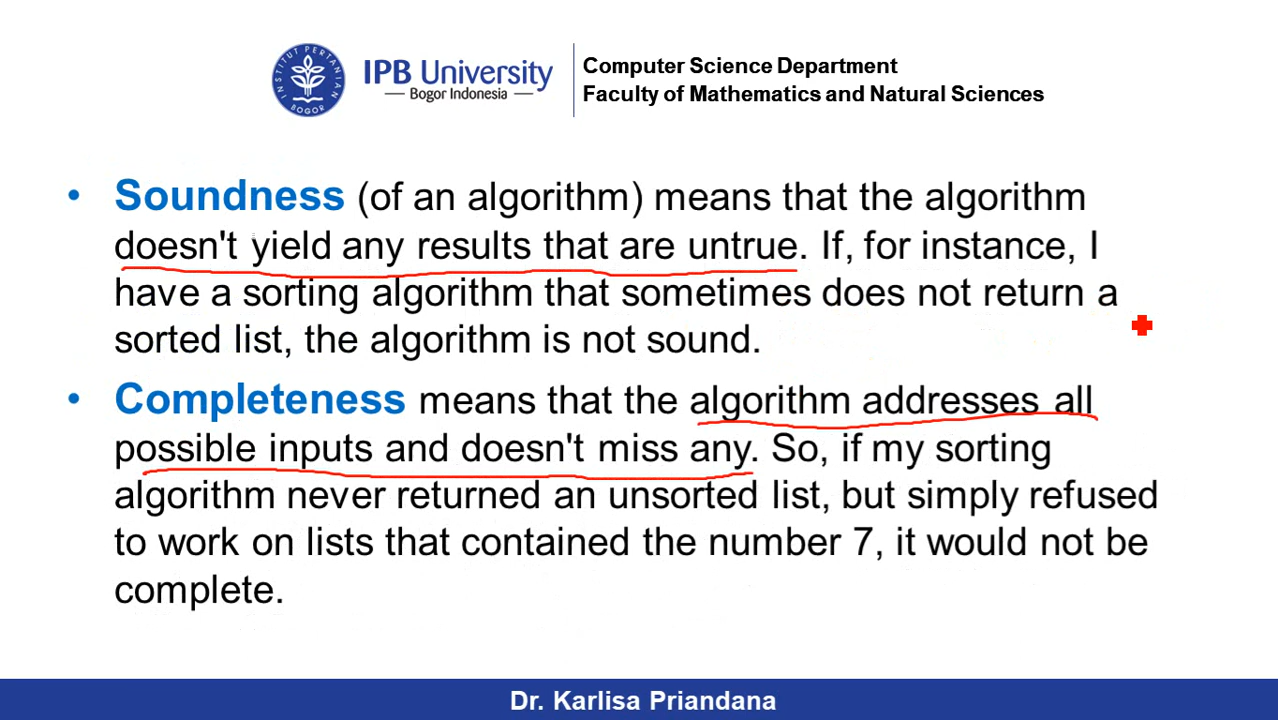 INSTITUT PERTANIAN
BOGOR
IPB University
Bogor Indonesia
Computer Science Department
Faculty of Mathematics and Natural Sciences
• Soundness (of an algorithm) means that the algorithm
doesn't yield any results that are untrue. If, for instance, I
have a sorting algorithm that sometimes does not return a
sorted list, the algorithm is not sound.
• Completeness means that the algorithm addresses all
possible inputs and doesn't miss any. So, if my sorting
algorithm never returned an unsorted list, but simply refused
to work on lists that contained the number 7, it would not be
complete.
Dr. Karlisa Priandana